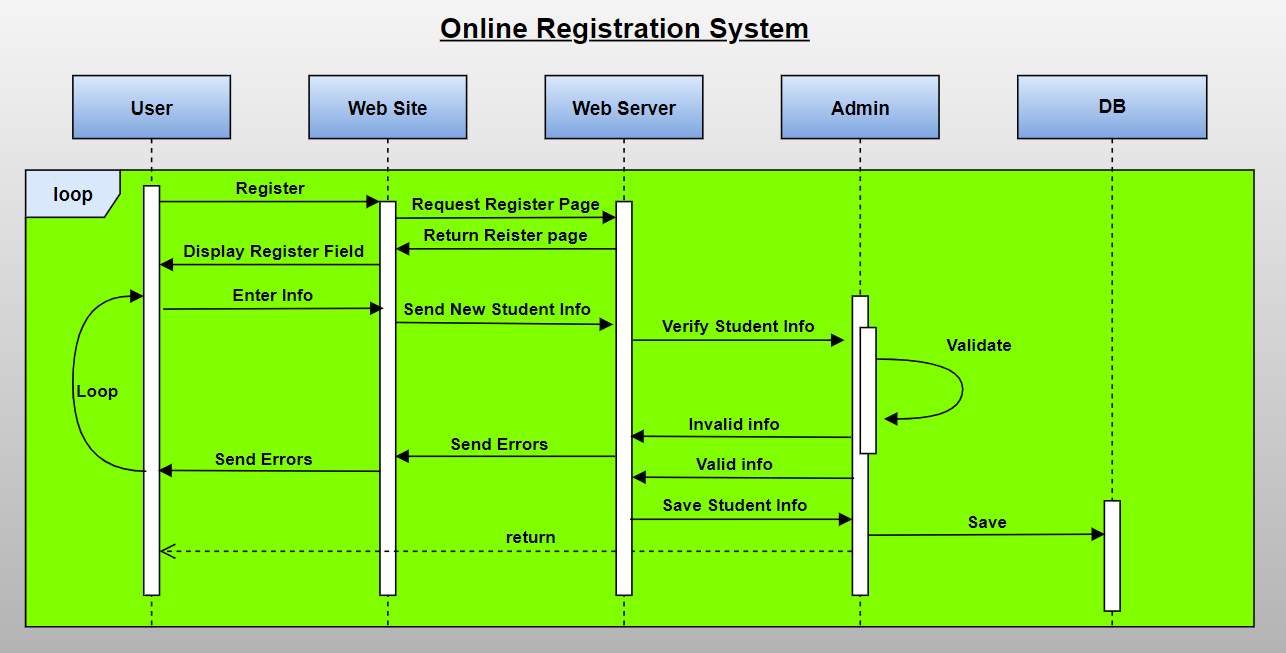 Online Registration System
User
Web Site
Web Server
Admin
DB
loop
Register
Request Register Page
Return Reister page
Display Register Field
Enter Info
Send New Student Info
Verify Student Info
Validate
Loop
Invalid info
Send Errors
Send Errors
Valid info
Save Student Info
Save
return